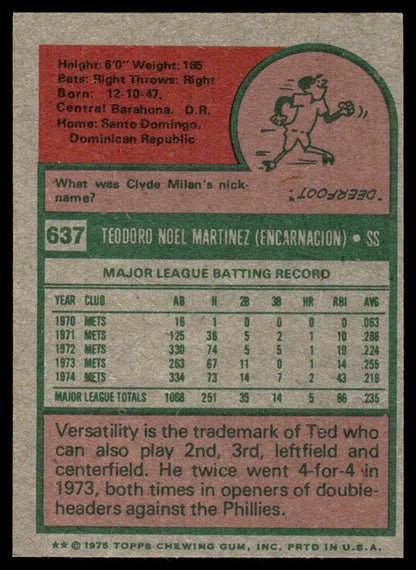 Height: 6'0" Weight: 165
Bats: Right Throws: Right
Born: 12-10-47,
Central Barahona, D.R.
Home: Santo Domingo,
Dominican Republic
What was Clyde Milan's nick-
name?
"DEERFOOT"
637 TEODORO NOEL MARTINEZ (ENCARNACION) • SS
MAJOR LEAGUE BATTING RECORD
YEAR CLUB AB H 2B 3B HR RBI AVG
1970 METS 16 1 0 0 0 0 .063
1971 METS 125 36 5 2 1 10 .288
1972 METS 330 74 5 5 1 19 .224
1973 METS 263 67 11 0 1 14 .255
1974 METS 334 73 14 7 2 43 .219
MAJOR LEAGUE TOTALS 1068 251 35 14 5 86 .235
Versatility is the trademark of Ted who
can also play 2nd, 3rd, leftfield and
centerfield. He twice went 4-for-4 in
1973, both times in openers of double-
headers against the Phillies.
** © 1975 TOPPS CHEWING GUM, INC. PRTD IN U.S.A.